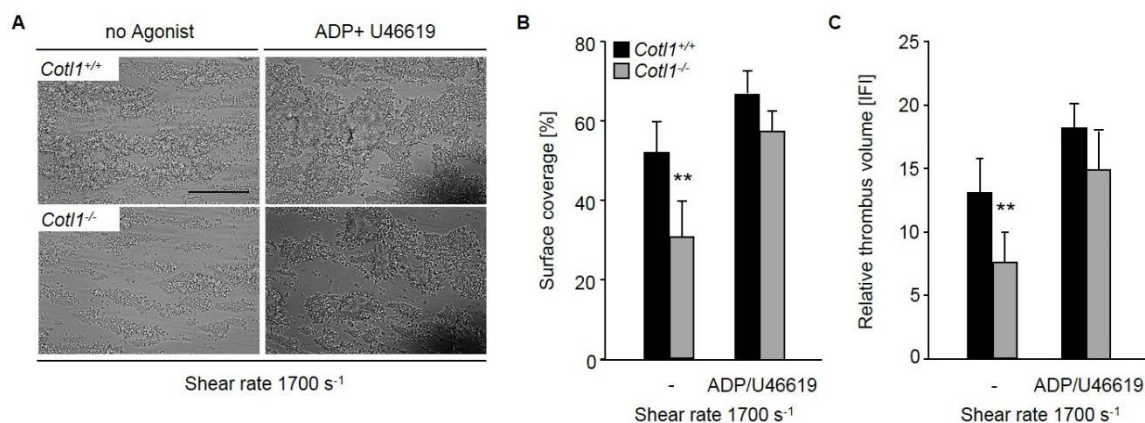 A
no Agonist
ADP+ U46619
Cotl1+/+
Cotl1-/-
Shear rate 1700 s-1
B
Surface coverage [%]
80
60
40
20
0
Cotl1+/+
Cotl1-/-
**
-
ADP/U46619
Shear rate 1700 s-1
C
Relative thrombus volume [IFI]
25
20
15
10
5
0
**
-
ADP/U46619
Shear rate 1700 s-1